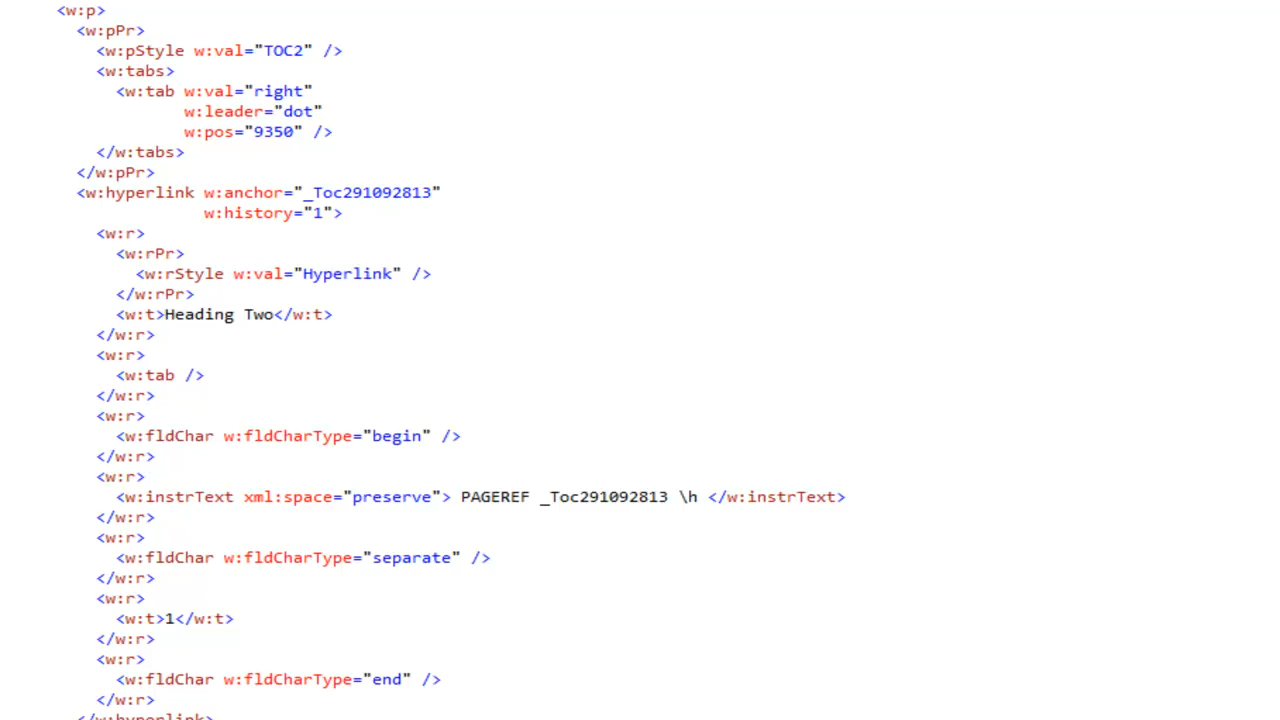 <w:p>
<w:pPr>
<w:pStyle w:val="TOC2" />
<w:tabs>
<w:tab w:val="right"
w:leader="dot"
w:pos="9350" />
</w:tabs>
</w:pPr>
<w:hyperlink w:anchor="_Toc291092813"
w:history="1">
<w:r>
<w:rPr>
<w:rStyle w:val="Hyperlink" />
</w:rPr>
<w:t>Heading Two</w:t>
</w:r>
<w:r>
<w:tab />
</w:r>
<w:r>
<w:fldChar w:fldCharType="begin" />
</w:r>
<w:r>
<w:instrText xml:space="preserve"> PAGEREF _Toc291092813 \h </w:instrText>
</w:r>
<w:r>
<w:fldChar w:fldCharType="separate" />
</w:r>
<w:r>
<w:t>1</w:t>
</w:r>
<w:r>
<w:fldChar w:fldCharType="end" />
</w:r>
</w:hyperlink>